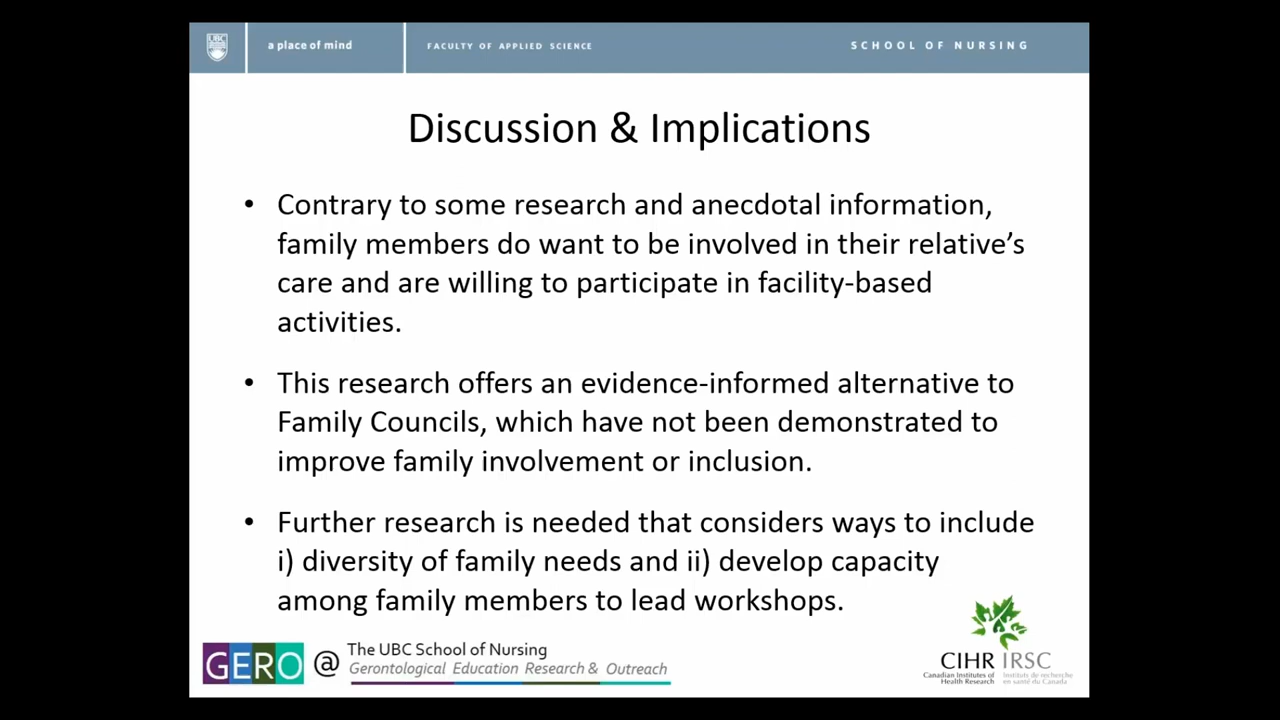 UBC
a place of mind
FACULTY OF APPLIED SCIENCE
SCHOOL OF NURSING
Discussion & Implications
• Contrary to some research and anecdotal information,
family members do want to be involved in their relative’s
care and are willing to participate in facility-based
activities.
• This research offers an evidence-informed alternative to
Family Councils, which have not been demonstrated to
improve family involvement or inclusion.
• Further research is needed that considers ways to include
i) diversity of family needs and ii) develop capacity
among family members to lead workshops.
GERO @ The UBC School of Nursing
Gerontological Education Research & Outreach
CIHR IRSC
Canadian Institutes of Instituts de recherche
Health Research en santé du Canada